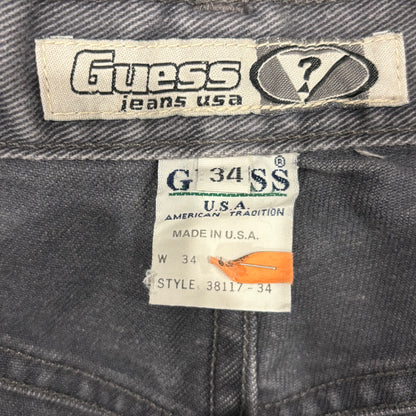 Guess
jeans usa
?
G 34 SS ®
U.S.A.
AMERICAN TRADITION
MADE IN U.S.A.
W 34
STYLE 38117-34